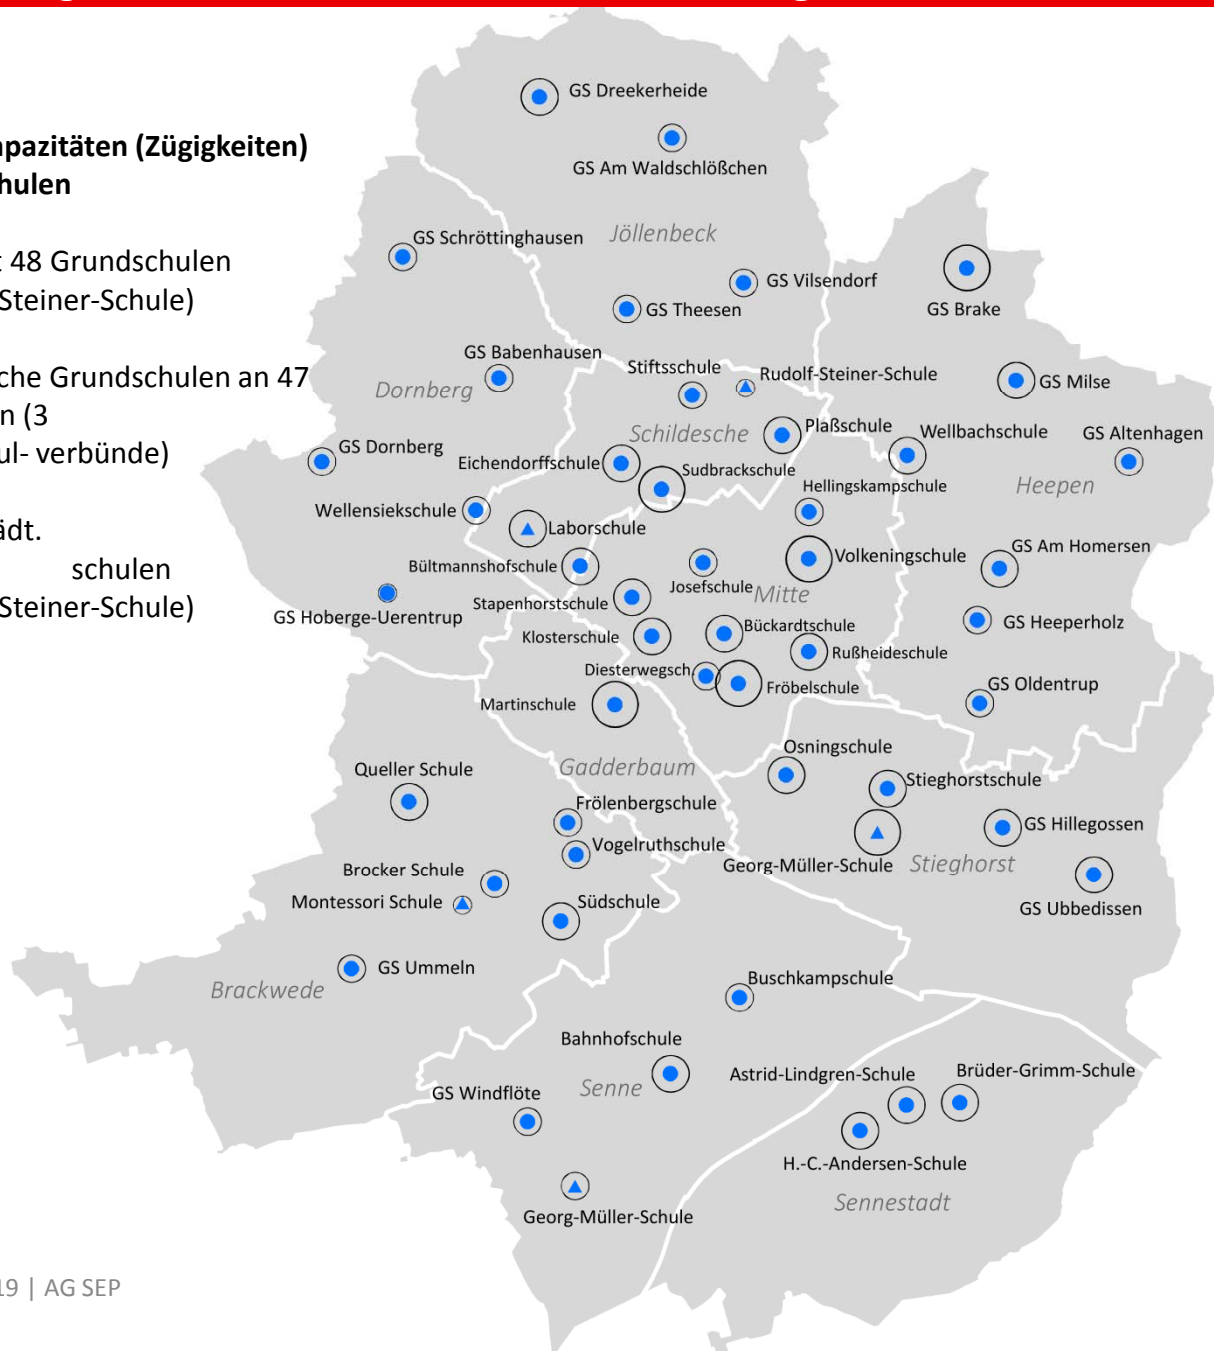 apazitäten (Zügigkeiten)
hulen
48 Grundschulen
Steiner-Schule)
che Grundschulen an 47
n (3
ul- verbünde)
ädt.
schulen
Steiner-Schule)
GS Dreekerheide
GS Am Waldschlößchen
Jöllenbeck
GS Schröttinghausen
GS Vilsendorf
GS Theesen
GS Brake
GS Babenhausen
Dornberg
Stiftsschule
Rudolf-Steiner-Schule
GS Milse
Schildesche
Plaßschule
Wellbachschule
GS Altenhagen
GS Dornberg
Eichendorffschule
Sudbrackschule
Hellingskampschule
Heepen
Wellensiekschule
Laborschule
Volkeningschule
GS Am Homersen
Bültmannshofschule
Josefschule
Mitte
GS Hoberge-Uerentrup
Stapenhorstschule
Bückardtschule
GS Heeperholz
Klosterschule
Rußheideschule
Diesterwegsch.
Fröbelschule
GS Oldentrup
Martinschule
Gadderbaum
Osningschule
Queller Schule
Stieghorstschule
Frölenbergschule
GS Hillegossen
Vogelruthschule
Georg-Müller-Schule
Stieghorst
Brocker Schule
Montessori Schule
Südschule
GS Ubbedissen
GS Ummeln
Brackwede
Buschkampschule
Bahnhofschule
Astrid-Lindgren-Schule
Brüder-Grimm-Schule
Senne
GS Windflöte
H.-C.-Andersen-Schule
Sennestadt
Georg-Müller-Schule
19 | AG SEP